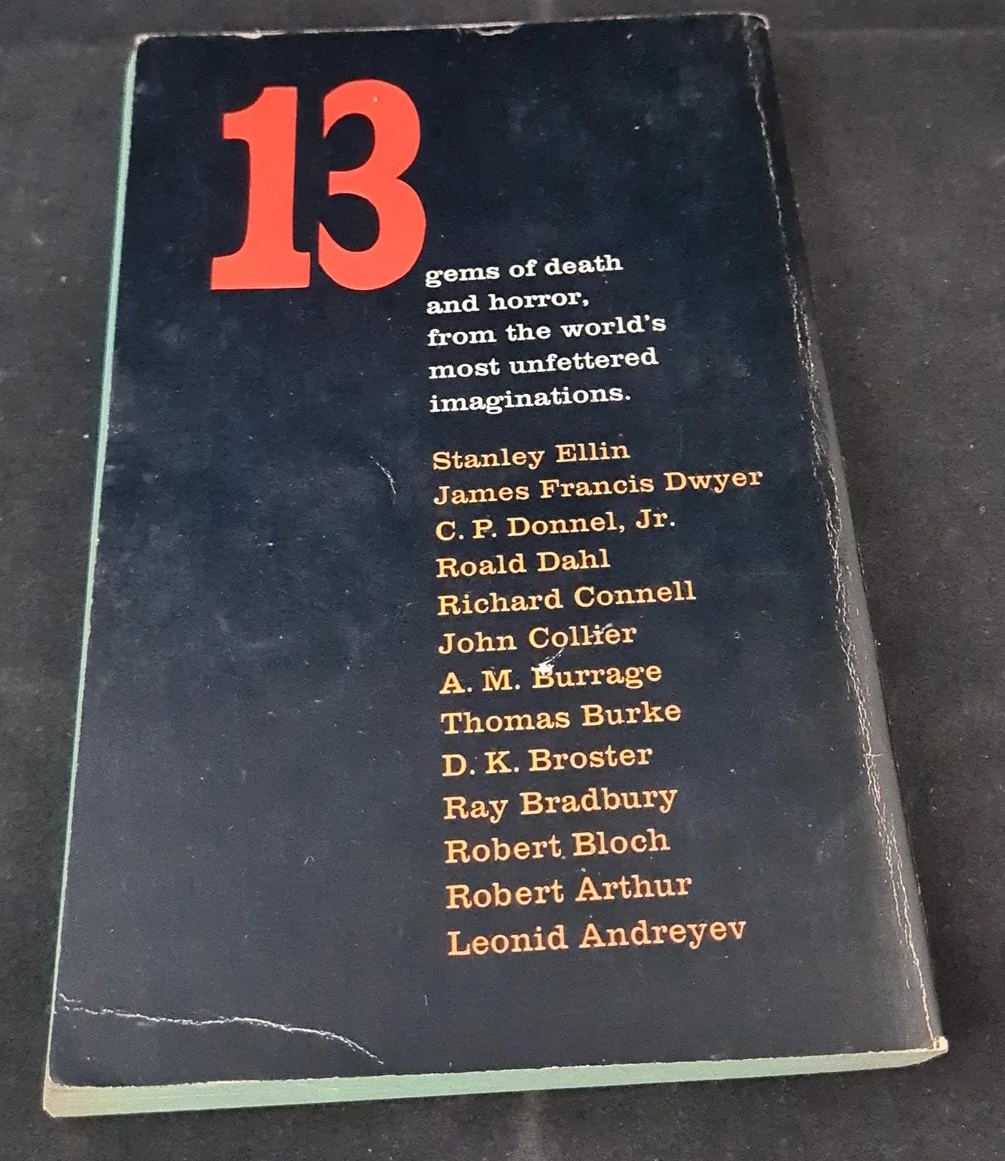 13
gems of death
and horror,
from the world's
most unfettered
imaginations.
Stanley Ellin
James Francis Dwyer
C. P. Donnel, Jr.
Roald Dahl
Richard Connell
John Collier
A. M. Burrage
Thomas Burke
D. K. Broster
Ray Bradbury
Robert Bloch
Robert Arthur
Leonid Andreyev